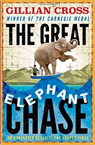 GILLIAN CROSS
WINNER OF THE CARNEGIE MEDAL
THE GREAT
ELEPHANT
CHASE